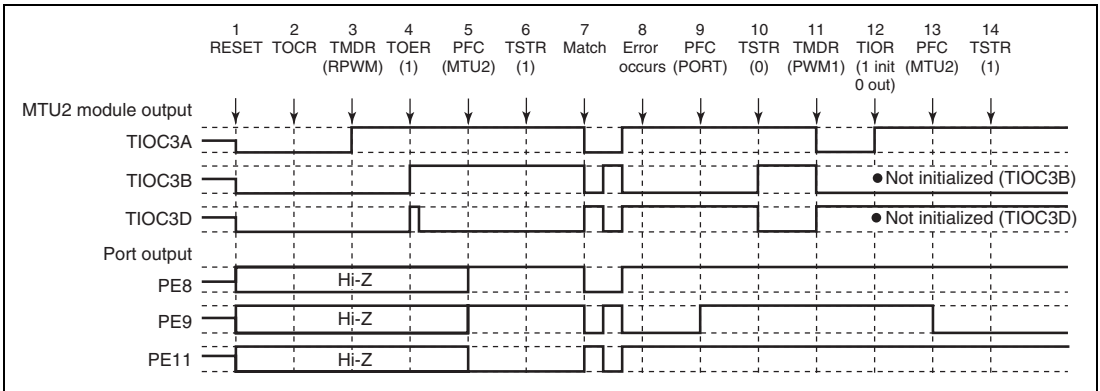 1 2 3 4 5 6 7 8 9 10 11 12 13 14
RESET TOCR TMDR TOER PFC TSTR Match Error PFC TSTR TMDR TIOR PFC TSTR
(RPWM) (1) (MTU2) (1) occurs (PORT) (0) (PWM1) (1 init (MTU2) (1)
0 out)
MTU2 module output
TIOC3A
TIOC3B
● Not initialized (TIOC3B)
TIOC3D
● Not initialized (TIOC3D)
Port output
PE8 Hi-Z
PE9 Hi-Z
PE11 Hi-Z